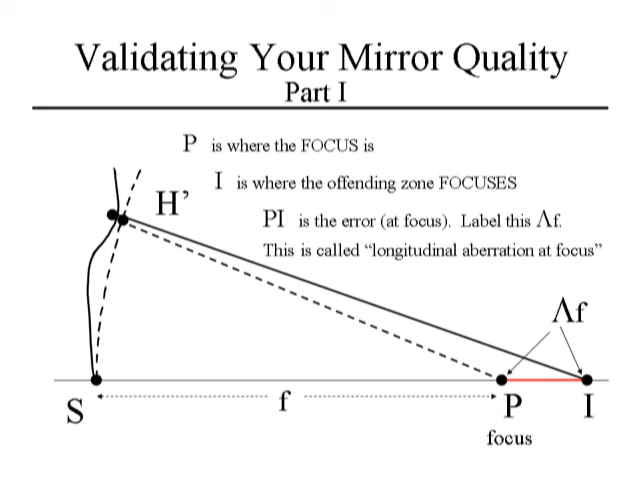 Validating Your Mirror Quality
Part I
P is where the FOCUS is
I is where the offending zone FOCUSES
H’
PI is the error (at focus). Label this Λf.
This is called “longitudinal aberration at focus”
Λf
S
f
P
I
focus